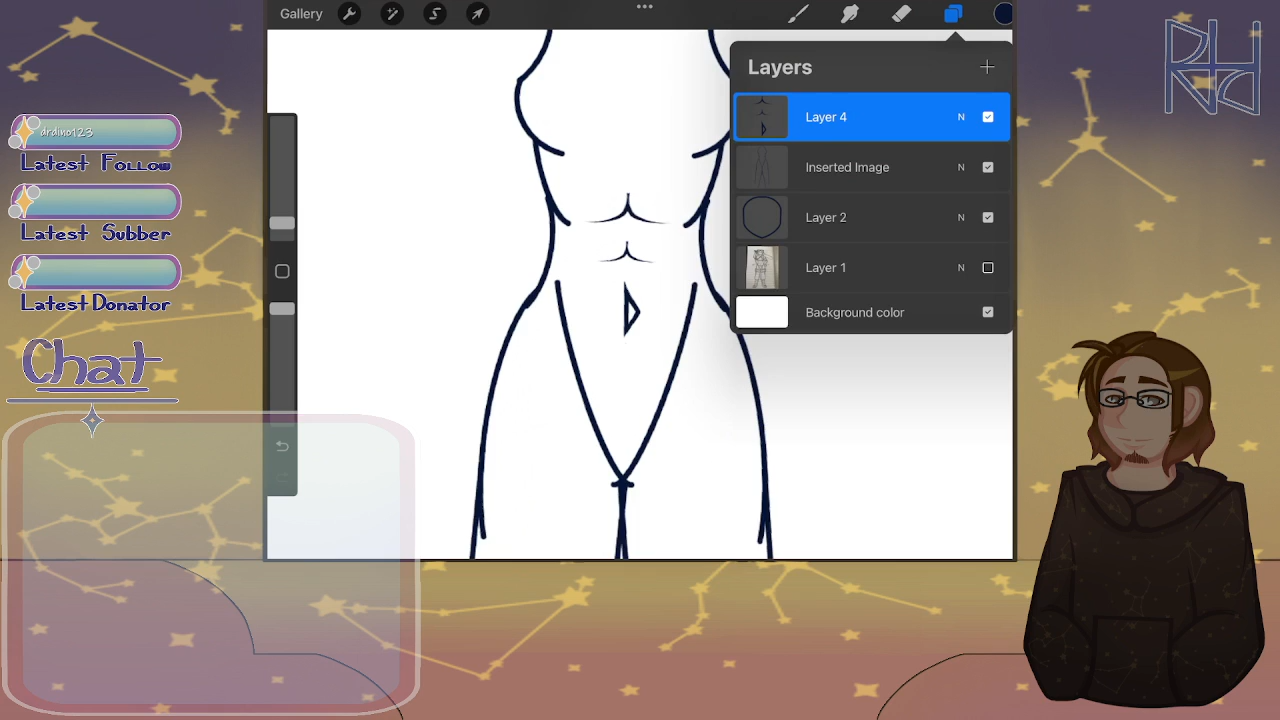 Gallery
drdino123
Latest Follow
Latest Subber
Latest Donator
Chat
Layers
Layer 4 N
Inserted Image N
Layer 2 N
Layer 1 N
Background color